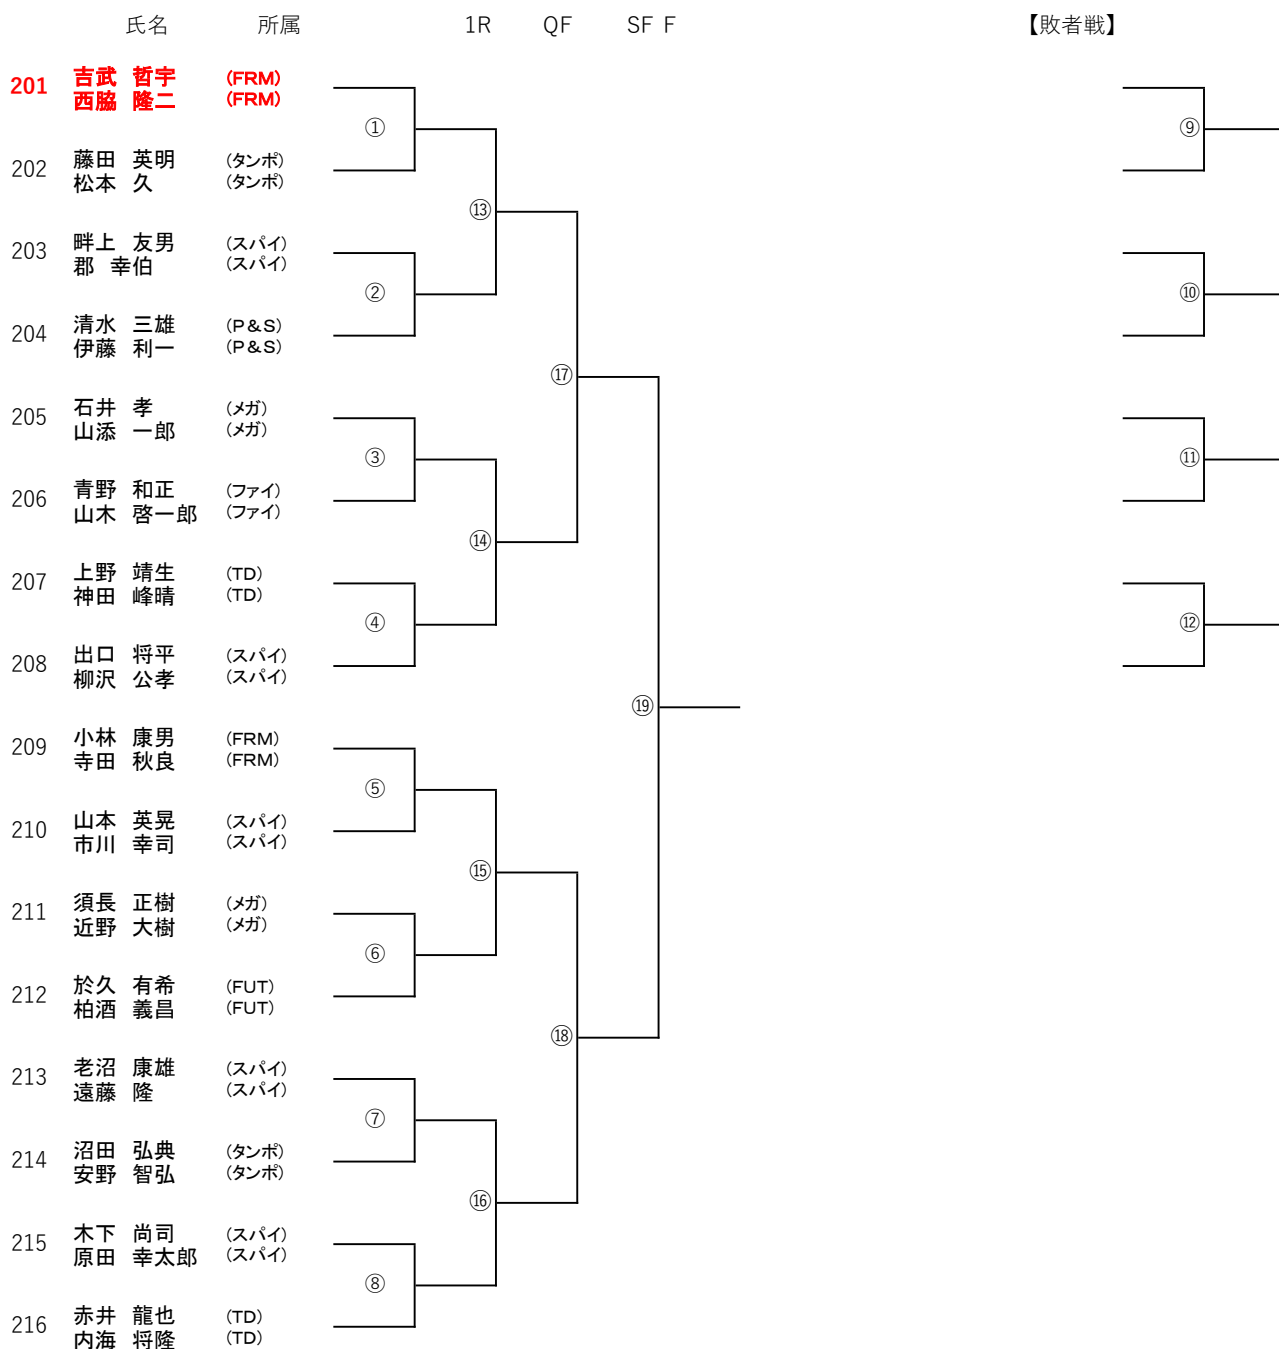 氏名 所属 1R QF SF F 【敗者戦】
201 吉武 哲宇 (FRM)
西脇 隆二 (FRM)
① ⑨
202 藤田 英明 (タンポ)
松本 久 (タンポ)
⑬
203 畔上 友男 (スパイ)
郡 幸伯 (スパイ)
② ⑩
204 清水 三雄 (P&S)
伊藤 利一 (P&S)
⑰
205 石井 孝 (メガ)
山添 一郎 (メガ)
③ ⑪
206 青野 和正 (ファイ)
山木 啓一郎 (ファイ)
⑭
207 上野 靖生 (TD)
神田 峰晴 (TD)
④ ⑫
208 出口 将平 (スパイ)
柳沢 公孝 (スパイ)
⑲
209 小林 康男 (FRM)
寺田 秋良 (FRM)
⑤
210 山本 英晃 (スパイ)
市川 幸司 (スパイ)
⑮
211 須長 正樹 (メガ)
近野 大樹 (メガ)
⑥
212 於久 有希 (FUT)
柏酒 義昌 (FUT)
⑱
213 老沼 康雄 (スパイ)
遠藤 隆 (スパイ)
⑦
214 沼田 弘典 (タンポ)
安野 智弘 (タンポ)
⑯
215 木下 尚司 (スパイ)
原田 幸太郎 (スパイ)
⑧
216 赤井 龍也 (TD)
内海 将隆 (TD)